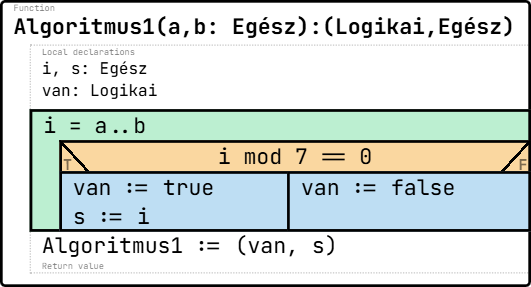 Function
Algoritmus1(a,b: Egész):(Logikai,Egész)
Local declarations
i, s: Egész
van: Logikai
i = a..b
T i mod 7 == 0 F
van := true
s := i
van := false
Algoritmus1 := (van, s)
Return value